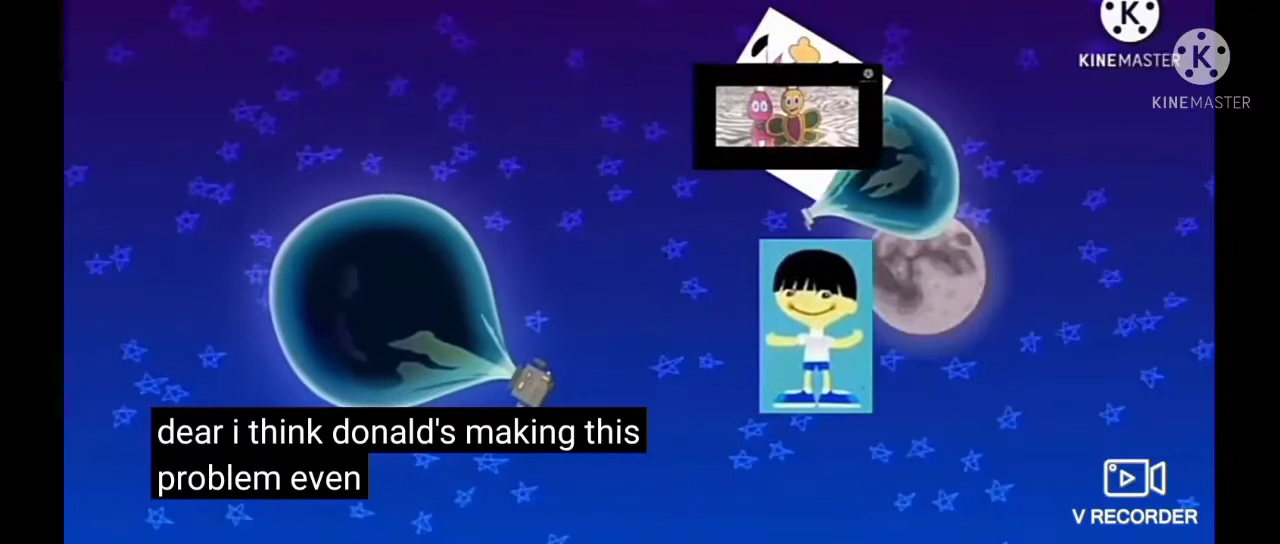 K
KINEMASTER
K
KINEMASTER
dear i think donald's making this
problem even
V RECORDER